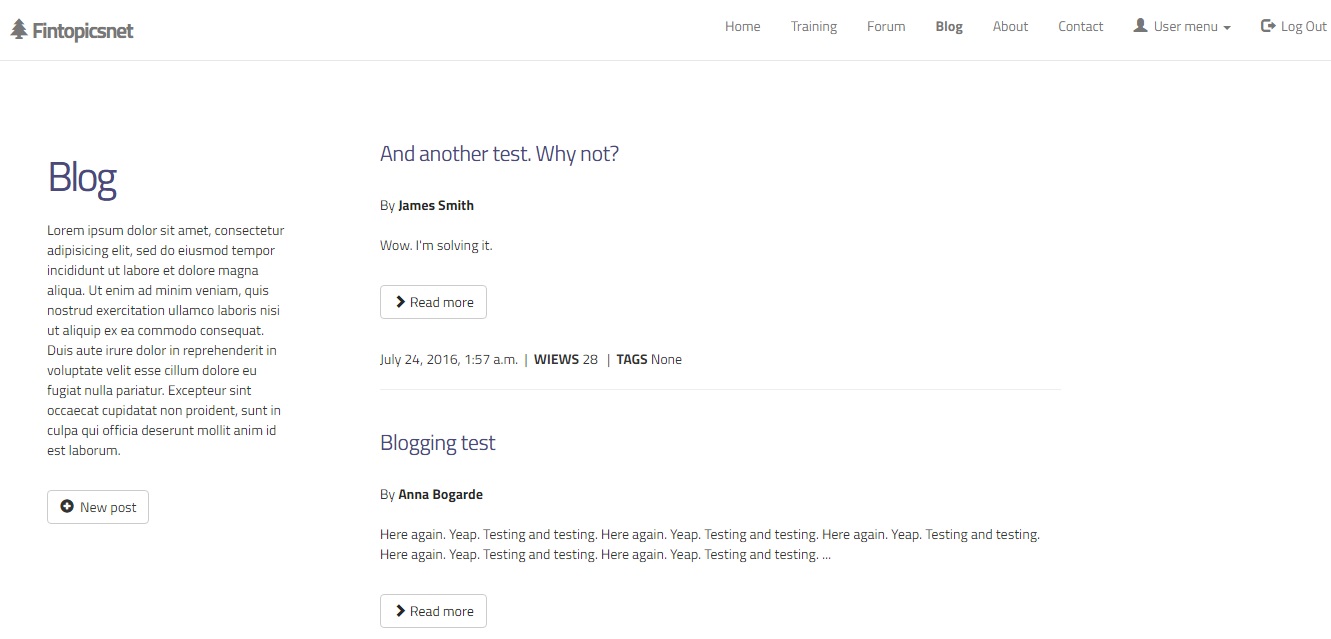 Fintopicsnet
Home Training Forum Blog About Contact User menu Log Out
Blog
Lorem ipsum dolor sit amet, consectetur
adipisicing elit, sed do eiusmod tempor
incididunt ut labore et dolore magna
aliqua. Ut enim ad minim veniam, quis
nostrud exercitation ullamco laboris nisi
ut aliquip ex ea commodo consequat.
Duis aute irure dolor in reprehenderit in
voluptate velit esse cillum dolore eu
fugiat nulla pariatur. Excepteur sint
occaecat cupidatat non proident, sunt in
culpa qui officia deserunt mollit anim id
est laborum.
New post
And another test. Why not?
By James Smith
Wow. I'm solving it.
Read more
July 24, 2016, 1:57 a.m. | WIEWS 28 | TAGS None
Blogging test
By Anna Bogarde
Here again. Yeap. Testing and testing. Here again. Yeap. Testing and testing. Here again. Yeap. Testing and testing.
Here again. Yeap. Testing and testing. Here again. Yeap. Testing and testing. ...
Read more